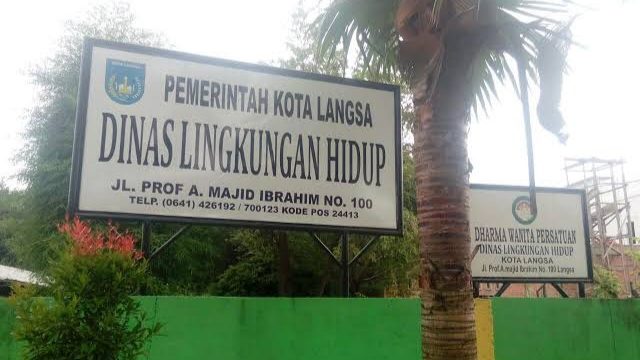 PEMERINTAH KOTA LANGSA
DINAS LINGKUNGAN HIDUP
JL. PROF A. MAJID IBRAHIM NO. 100
TELP. (0641) 426192 / 700123 KODE POS 24413
DHARMA WANITA PERSATUAN
DINAS LINGKUNGAN HIDUP
KOTA LANGSA
JL. Prof.A.majid Ibrahim No. 100 Langsa